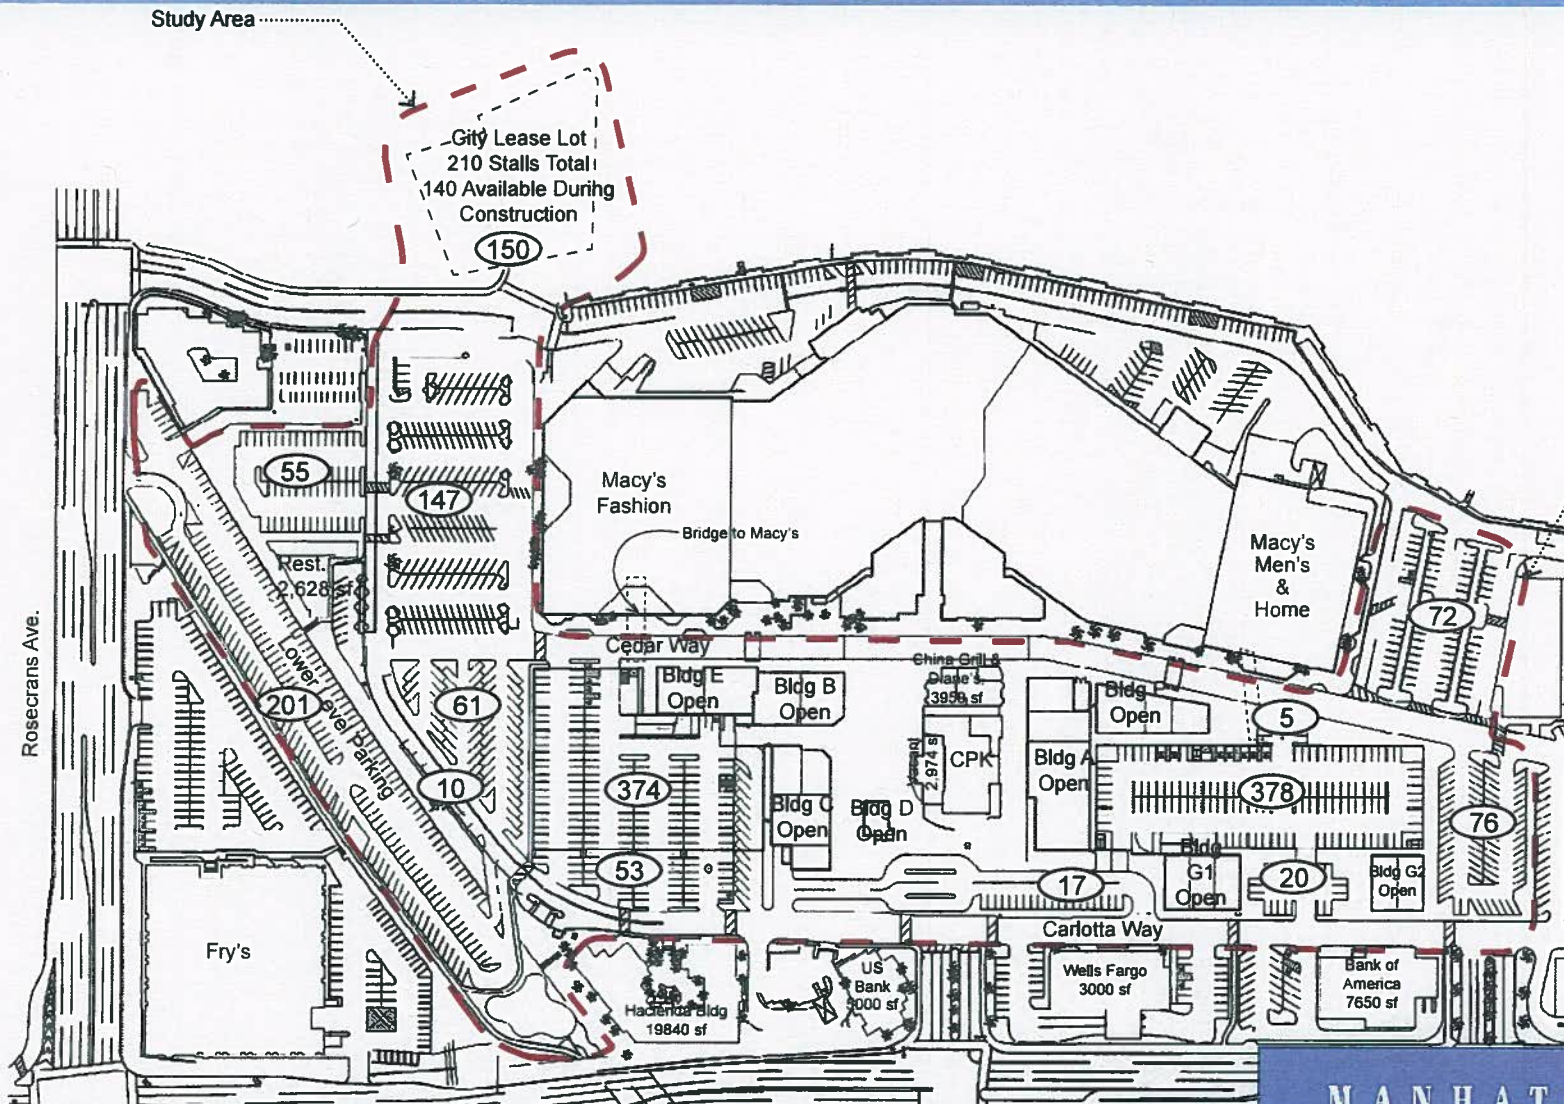 Study Area
City Lease Lot
210 Stalls Total
140 Available During
Construction
150
55
147
Macy's
Fashion
Bridge to Macy's
Macy's
Men's
&
Home
72
Rest.
2,628 sf
Rosecrans Ave.
Lower Level Parking
201
61
10
Cedar Way
Bldg E
Open
Bldg B
Open
China Grill &
Diane's,
3950 sf
Bldg F
Open
5
374
CPK
2,974 s
Bldg A
Open
378
Bldg C
Open
Bldg D
Open
76
53
17
Bldg
G1
Open
20
Bldg G2
Open
Carlotta Way
Fry's
Hacienda Bldg
19840 sf
US
Bank
000 sf
Wells Fargo
3000 sf
Bank of
America
7650 sf
MANHAT